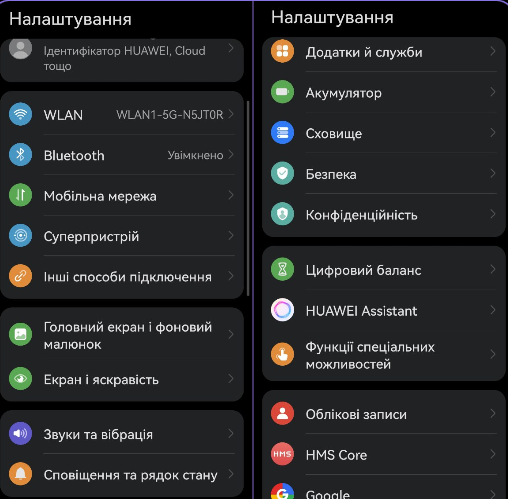 Налаштування
Ідентифікатор HUAWEI, Cloud
тощо
WLAN WLAN1-5G-N5JT0R
Bluetooth Увімкнено
Мобільна мережа
Суперпристрій
Інші способи підключення
Головний екран і фоновий
малюнок
Екран і яскравість
Звуки та вібрація
Сповіщення та рядок стану
Налаштування
Додатки й служби
Акумулятор
Сховище
Безпека
Конфіденційність
Цифровий баланс
HUAWEI Assistant
Функції спеціальних
можливостей
Облікові записи
HMS HMS Core
Google